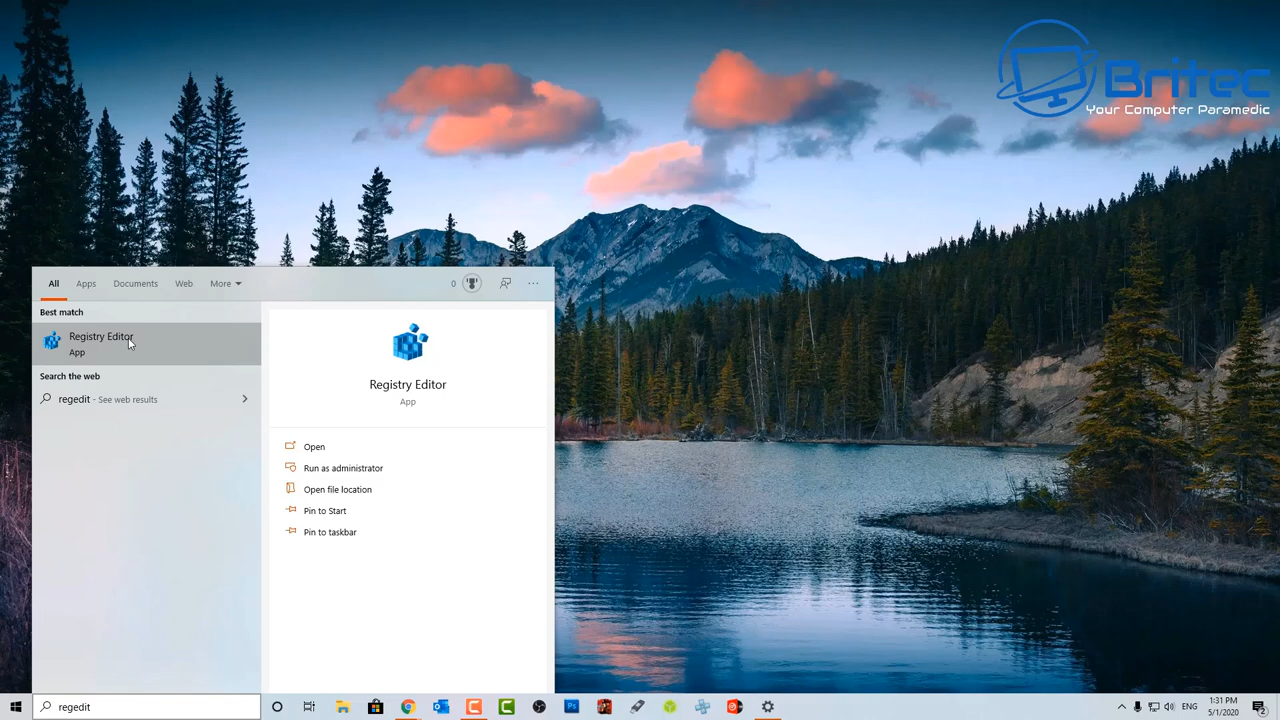 Britec
Your Computer Paramedic
All Apps Documents Web More 0
Best match
Registry Editor
App
Search the web
regedit - See web results
Registry Editor
App
Open
Run as administrator
Open file location
Pin to Start
Pin to taskbar
regedit
Ps
ENG
1:31 PM
5/1/2020
2